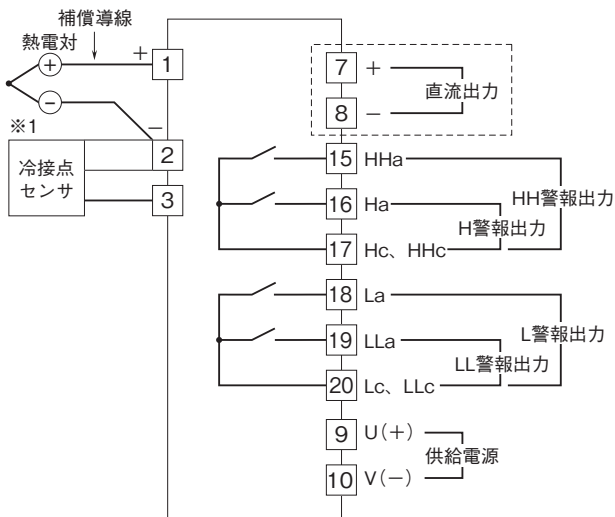 補償導線
熱電対
+
+
1
−
−
※1
2
冷接点
センサ
3
7
+
8
−
直流出力
15
HHa
16
Ha
17
Hc、HHc
H警報出力
HH警報出力
18
La
19
LLa
20
Lc、LLc
LL警報出力
L警報出力
9
U(+)
10
V(−)
供給電源